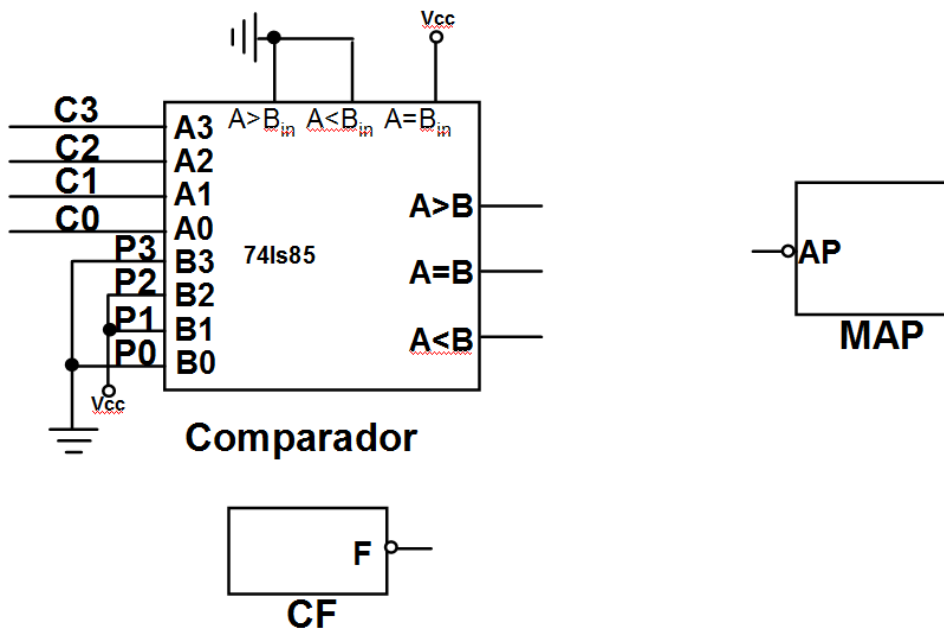 Vcc
A>Bin A<Bin A=Bin
C3 A3
C2 A2
C1 A1
C0 A0
P3 B3
P2 B2
P1 B1
P0 B0
74ls85
A>B
A=B
A<B
Vcc
Comparador
AP
MAP
F
CF